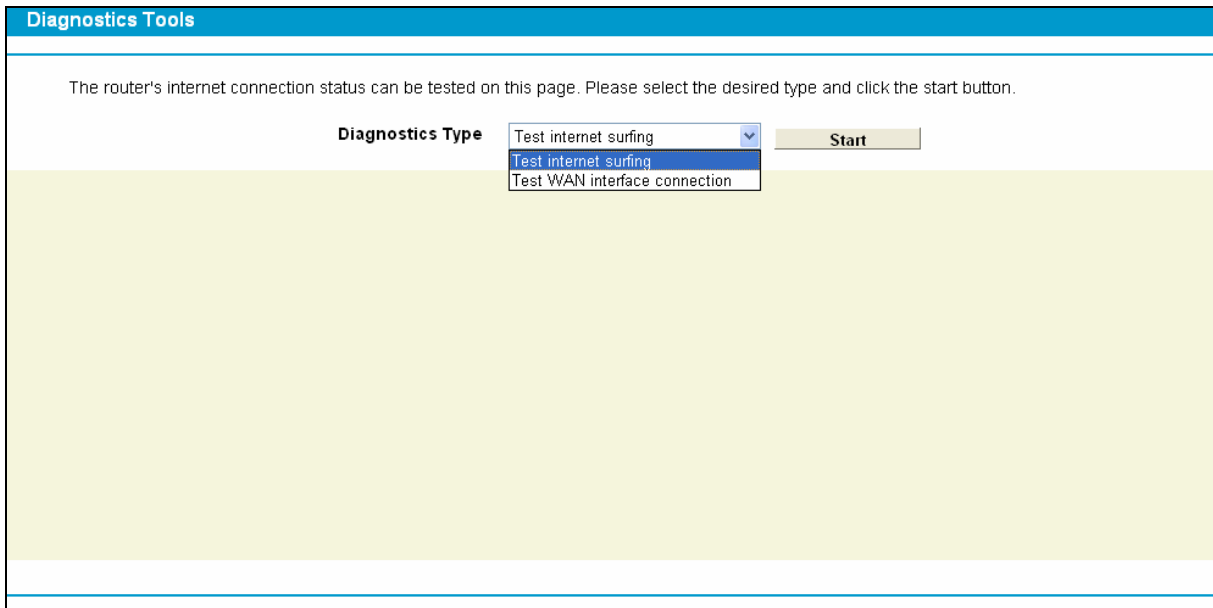 Diagnostics Tools
The router's internet connection status can be tested on this page. Please select the desired type and click the start button.
Diagnostics Type Test internet surfing Start
Test internet surfing
Test WAN interface connection